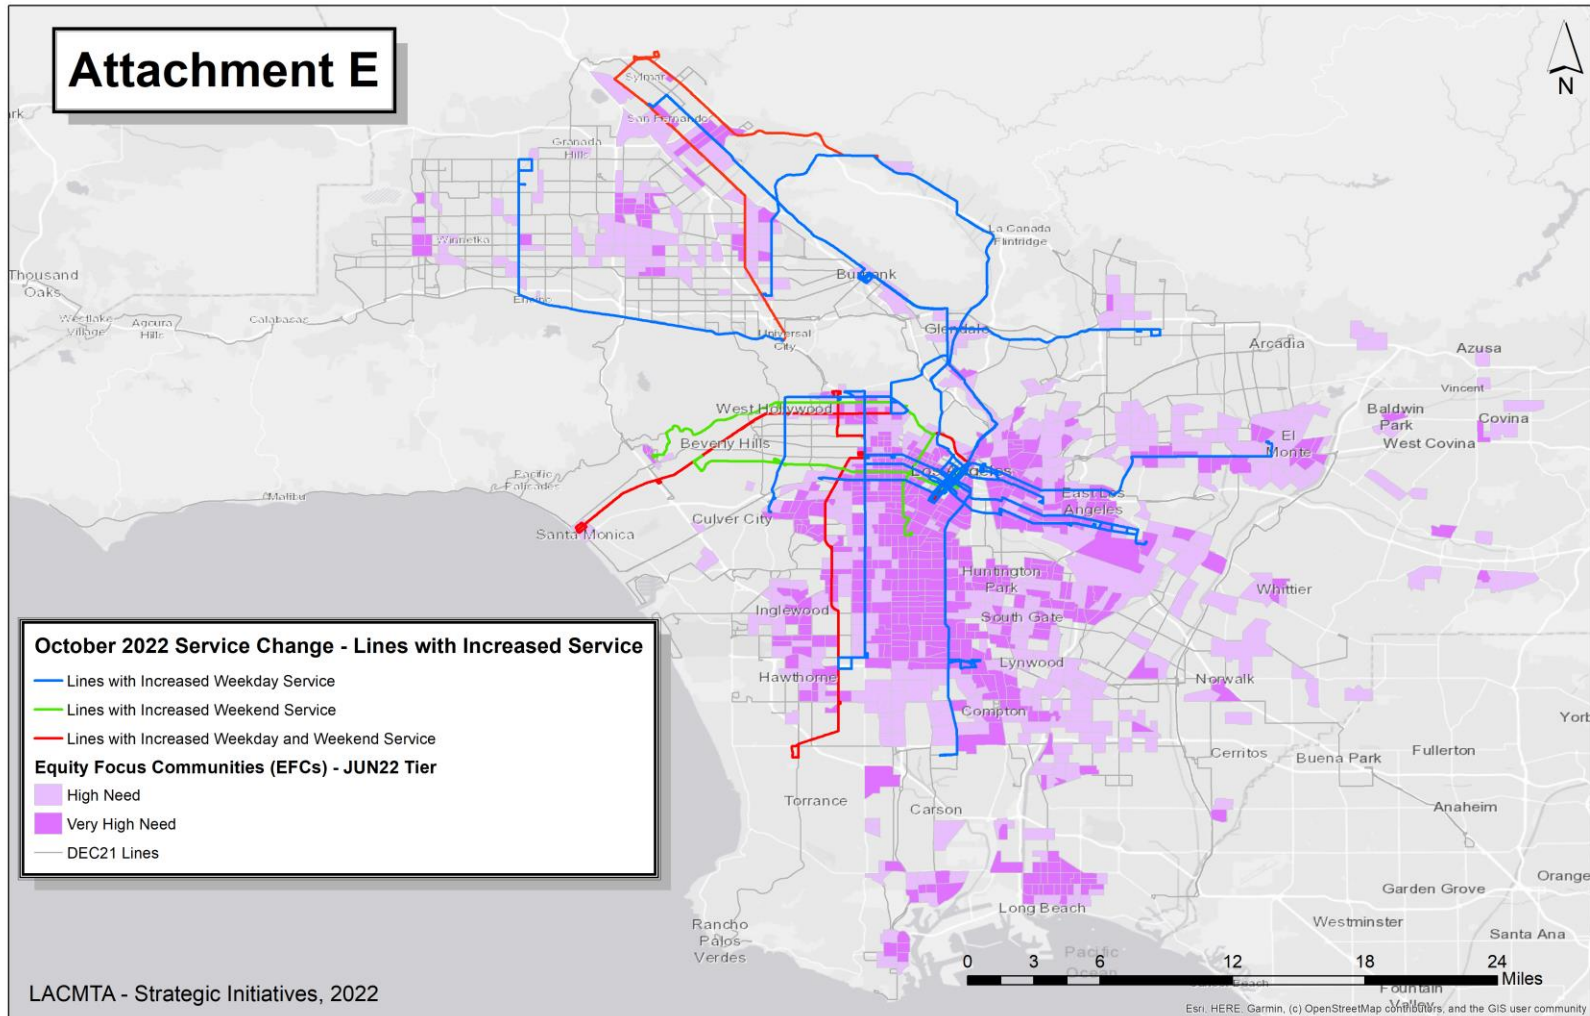 Attachment E
N
Sylmar
San Fernando
Granada
Hills
ark
La Canada
Flintridge
Winnetka
Burbank
Thousand
Oaks
Encino
Westlake
Village
Agoura
Hills
Calabasas
Universal
City
Glendale
Arcadia
Azusa
Vincent
West Hollywood
Baldwin
Park
Covina
Beverly Hills
El
Monte
West Covina
Pacific
Palisades
Los Angeles
Malibu
East Los
Angeles
Culver City
Santa Monica
Huntington
Park
Whittier
Inglewood
South Gate
Lynwood
Hawthorne
Norwalk
Compton
Yorb
Cerritos
Buena Park
Fullerton
Torrance
Carson
Anaheim
Orange
Garden Grove
Long Beach
Westminster
Rancho
Palos
Verdes
Santa Ana
Pacific
Ocean
Fountain
Valley
October 2022 Service Change - Lines with Increased Service
Lines with Increased Weekday Service
Lines with Increased Weekend Service
Lines with Increased Weekday and Weekend Service
Equity Focus Communities (EFCs) - JUN22 Tier
High Need
Very High Need
DEC21 Lines
0 3 6 12 18 24
Miles
LACMTA - Strategic Initiatives, 2022
Esri, HERE, Garmin, (c) OpenStreetMap contributors, and the GIS user community